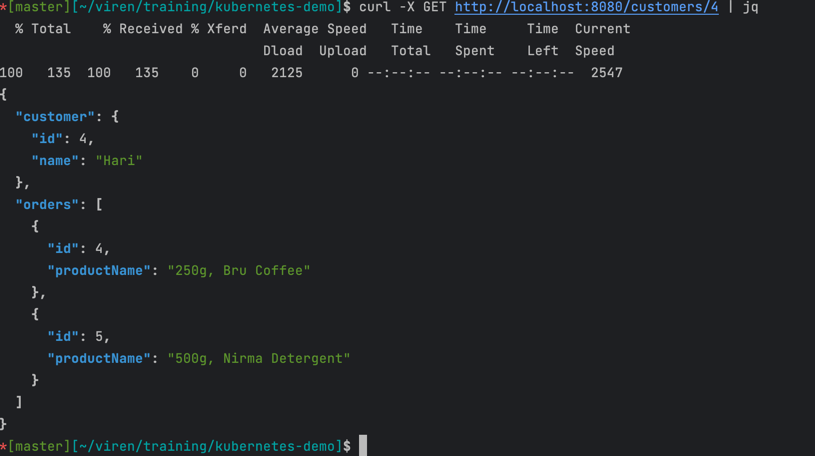 *[master][~/viren/training/kubernetes-demo]$ curl -X GET http://localhost:8080/customers/4 | jq
  % Total    % Received % Xferd  Average Speed   Time    Time     Time  Current
                                 Dload  Upload   Total   Spent    Left  Speed
100   135  100   135    0     0   2125      0 --:--:-- --:--:-- --:--:--  2547
{
  "customer": {
    "id": 4,
    "name": "Hari"
  },
  "orders": [
    {
      "id": 4,
      "productName": "250g, Bru Coffee"
    },
    {
      "id": 5,
      "productName": "500g, Nirma Detergent"
    }
  ]
}
*[master][~/viren/training/kubernetes-demo]$